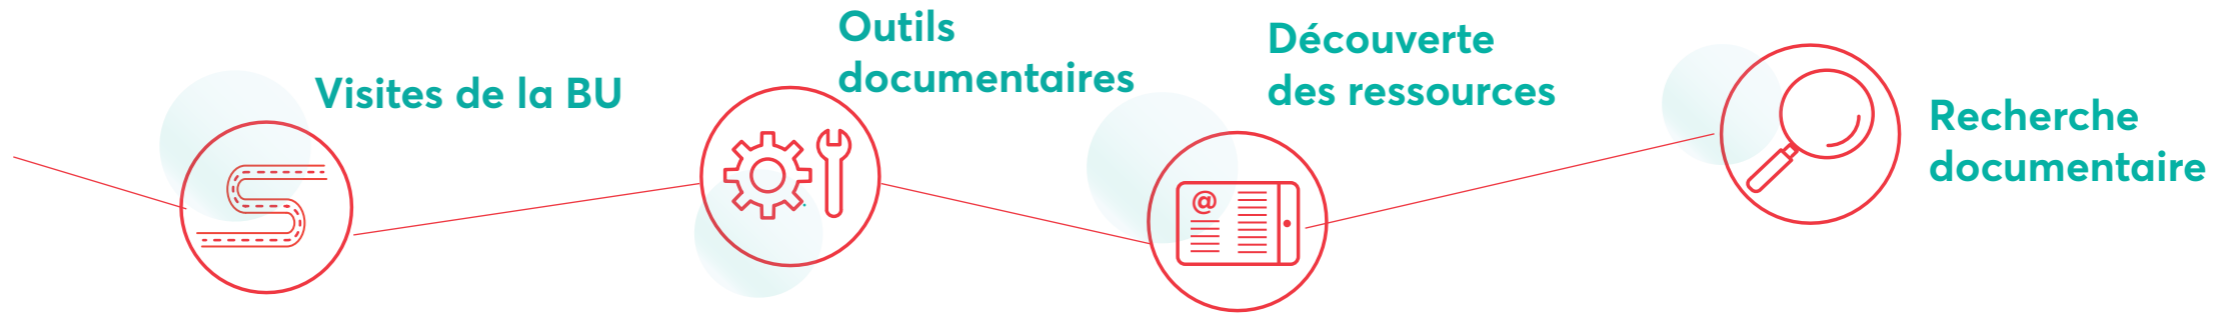 Visites de la BU
Outils
documentaires
Découverte
des ressources
@
Recherche
documentaire